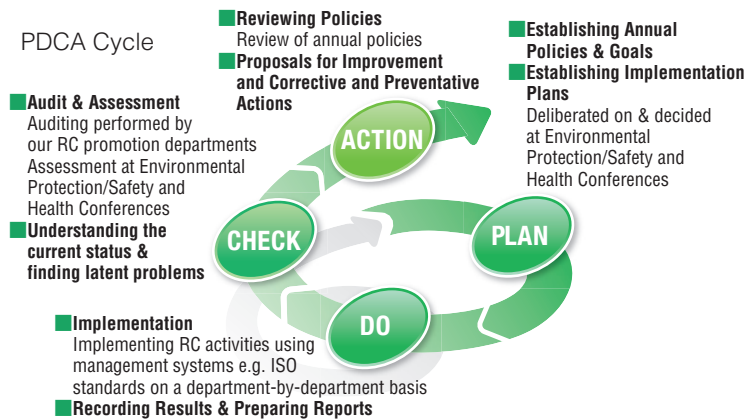 PDCA Cycle
■Reviewing Policies
Review of annual policies
■Proposals for Improvement
and Corrective and Preventative
Actions
■Establishing Annual
Policies & Goals
■Establishing Implementation
Plans
Deliberated on & decided
at Environmental
Protection/Safety and
Health Conferences
■Audit & Assessment
Auditing performed by
our RC promotion departments
Assessment at Environmental
Protection/Safety and
Health Conferences
■Understanding the
current status &
finding latent problems
ACTION
CHECK
PLAN
DO
■Implementation
Implementing RC activities using
management systems e.g. ISO
standards on a department-by-department basis
■Recording Results & Preparing Reports